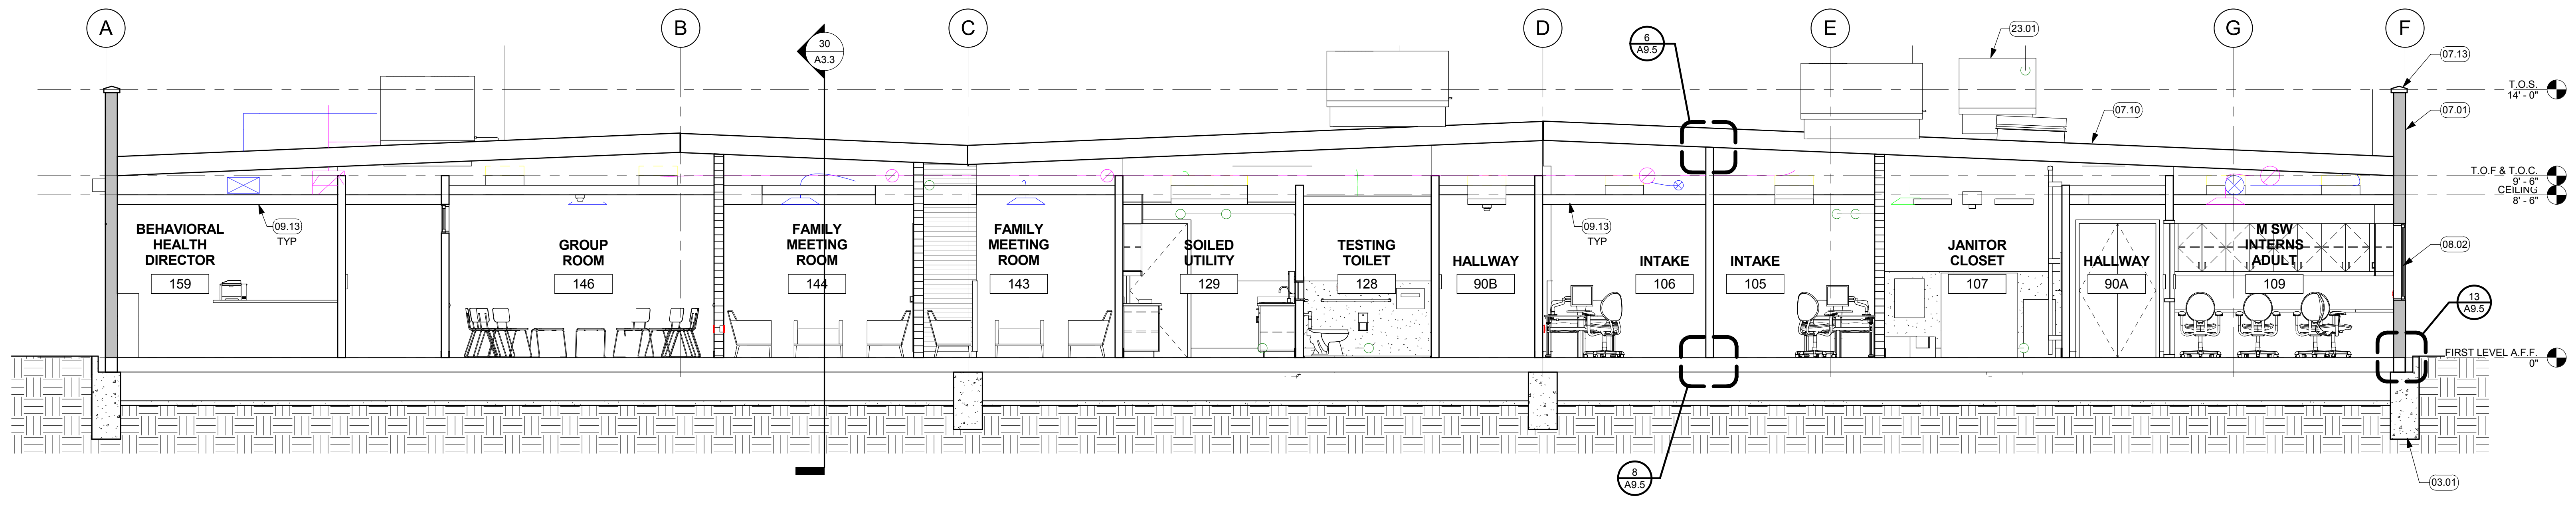 A
B
C
D
E
G
F
30
A3.3
6
A9.5
23.01
07.13
T.O.S.
14' - 0"
07.10
07.01
T.O.F & T.O.C.
9' - 6"
CEILING
8' - 6"
09.13
TYP
09.13
TYP
BEHAVIORAL
HEALTH
DIRECTOR
159
GROUP
ROOM
146
FAMILY
MEETING
ROOM
144
FAMILY
MEETING
ROOM
143
SOILED
UTILITY
129
TESTING
TOILET
128
HALLWAY
90B
INTAKE
106
INTAKE
105
JANITOR
CLOSET
107
HALLWAY
90A
M SW
INTERNS
ADULT
109
08.02
13
A9.5
FIRST LEVEL A.F.F.
0"
8
A9.5
03.01